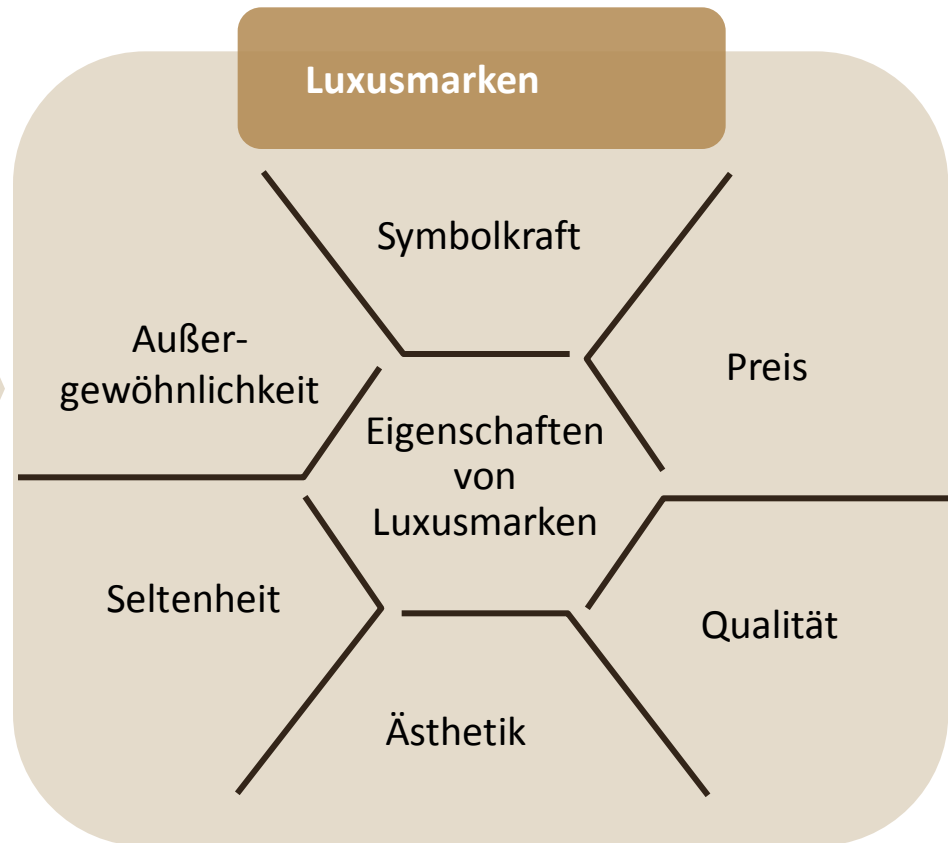 Luxusmarken
Symbolkraft
Außer-
gewöhnlichkeit
Preis
Eigenschaften
von
Luxusmarken
Seltenheit
Qualität
Ästhetik